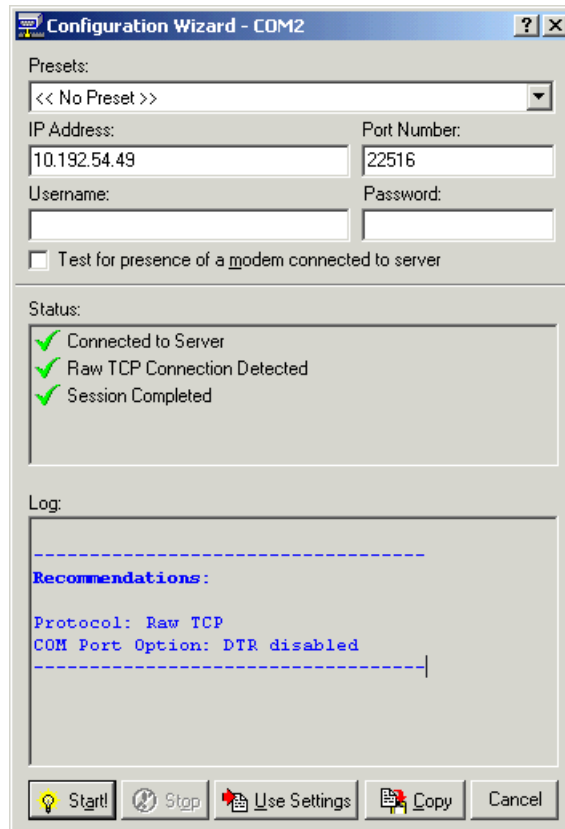 Configuration Wizard - COM2
Presets:
<< No Preset >>
IP Address: Port Number:
10.192.54.49 22516
Username: Password:
Test for presence of a modem connected to server
Status:
Connected to Server
Raw TCP Connection Detected
Session Completed
Log:
-----------------------------------
Recommendations:
Protocol: Raw TCP
COM Port Option: DTR disabled
-----------------------------------
Start! Stop Use Settings Copy Cancel